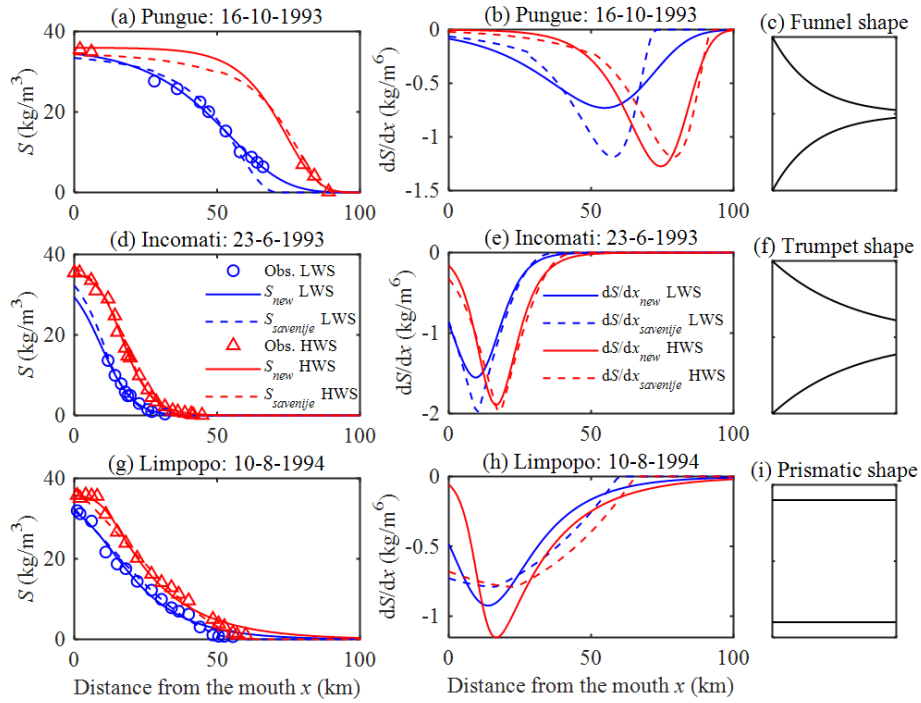 (a) Pungue: 16-10-1993
(b) Pungue: 16-10-1993
(c) Funnel shape
S (kg/m³)
40
20
0
0
50
100
dS/dx (kg/m⁶)
0
-0.5
-1
-1.5
0
50
100
(d) Incomati: 23-6-1993
(e) Incomati: 23-6-1993
(f) Trumpet shape
S (kg/m³)
40
20
0
Obs. LWS
S_new LWS
S_savenije LWS
Obs. HWS
S_new HWS
S_savenije HWS
0
50
100
dS/dx (kg/m⁶)
0
-1
-2
dS/dx_new LWS
dS/dx_savenije LWS
dS/dx_new HWS
dS/dx_savenije HWS
0
50
100
(g) Limpopo: 10-8-1994
(h) Limpopo: 10-8-1994
(i) Prismatic shape
S (kg/m³)
40
20
0
0
50
100
Distance from the mouth x (km)
dS/dx (kg/m⁶)
0
-0.5
-1
0
50
100
Distance from the mouth x (km)